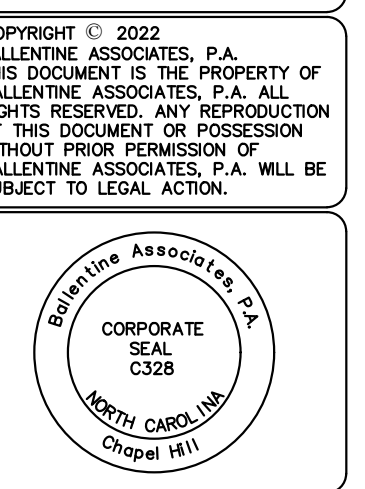 OPYRIGHT © 2022
ALLENTINE ASSOCIATES, P.A.
HIS DOCUMENT IS THE PROPERTY OF
ALLENTINE ASSOCIATES, P.A. ALL
IGHTS RESERVED. ANY REPRODUCTION
F THIS DOCUMENT OR POSSESSION
ITHOUT PRIOR PERMISSION OF
ALLENTINE ASSOCIATES, P.A. WILL BE
UBJECT TO LEGAL ACTION.
Ballentine Associates, P.A.
CORPORATE
SEAL
C328
NORTH CAROLINA
Chapel Hill